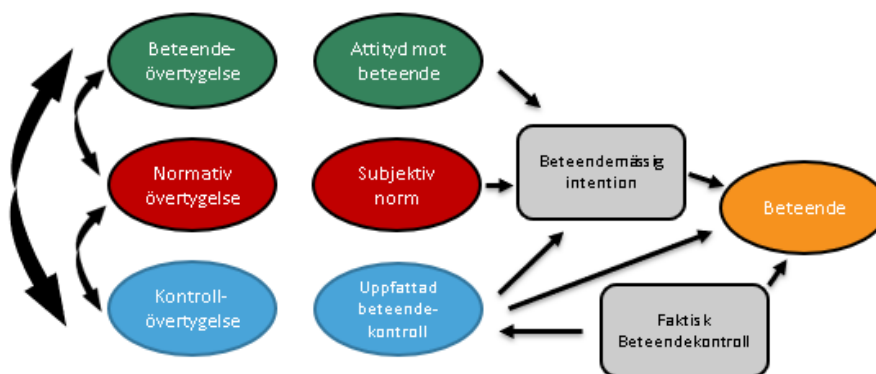 Beteende-
övertygelse
Attityd mot
beteende
Normativ
övertygelse
Subjektiv
norm
Beteendemässig
intention
Beteende
Kontroll-
övertygelse
Uppfattad
beteende-
kontroll
Faktisk
Beteendekontroll